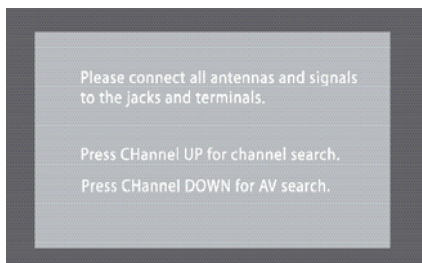 Please connect all antennas and signals
to the jacks and terminals.
Press CHannel UP for channel search.
Press CHannel DOWN for AV search.